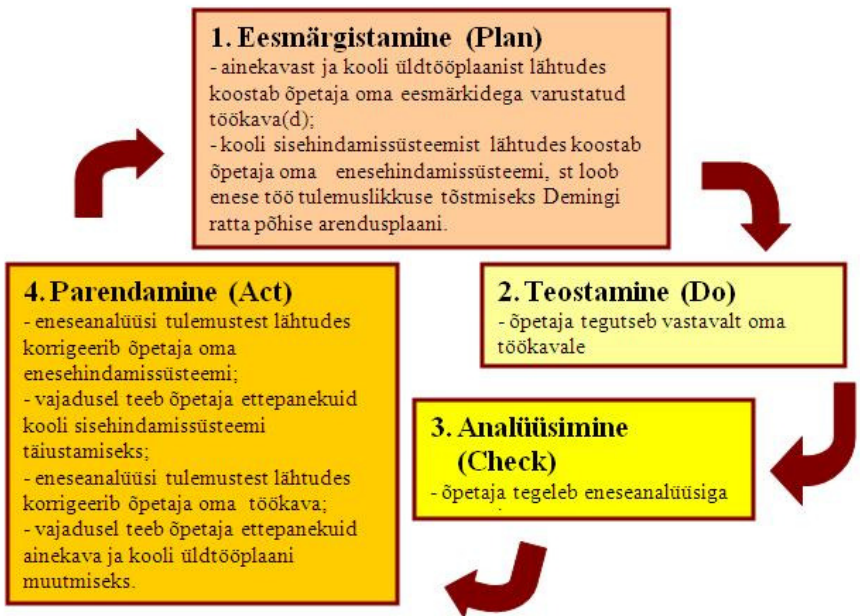 1. Eesmärgistamine (Plan)
- ainekavast ja kooli üldtööplaanist lähtudes
koostab õpetaja oma eesmärkidega varustatud
töökava(d);
- kooli sisehindamissüsteemist lähtudes koostab
õpetaja oma enesehindamissüsteemi, st loob
enese töö tulemuslikkuse tõstmiseks Demingi
ratta põhise arendusplaani.
2. Teostamine (Do)
- õpetaja tegutseb vastavalt oma
töökavale
3. Analüüsimine
(Check)
- õpetaja tegeleb eneseanalüüsiga
4. Parendamine (Act)
- eneseanalüüsi tulemustest lähtudes
korrigeerib õpetaja oma
enesehindamissüsteemi;
- vajadusel teeb õpetaja ettepanekuid
kooli sisehindamissüsteemi
täiustamiseks;
- eneseanalüüsi tulemustest lähtudes
korrigeerib õpetaja oma töökava;
- vajadusel teeb õpetaja ettepanekuid
ainekava ja kooli üldtööplaani
muutmiseks.